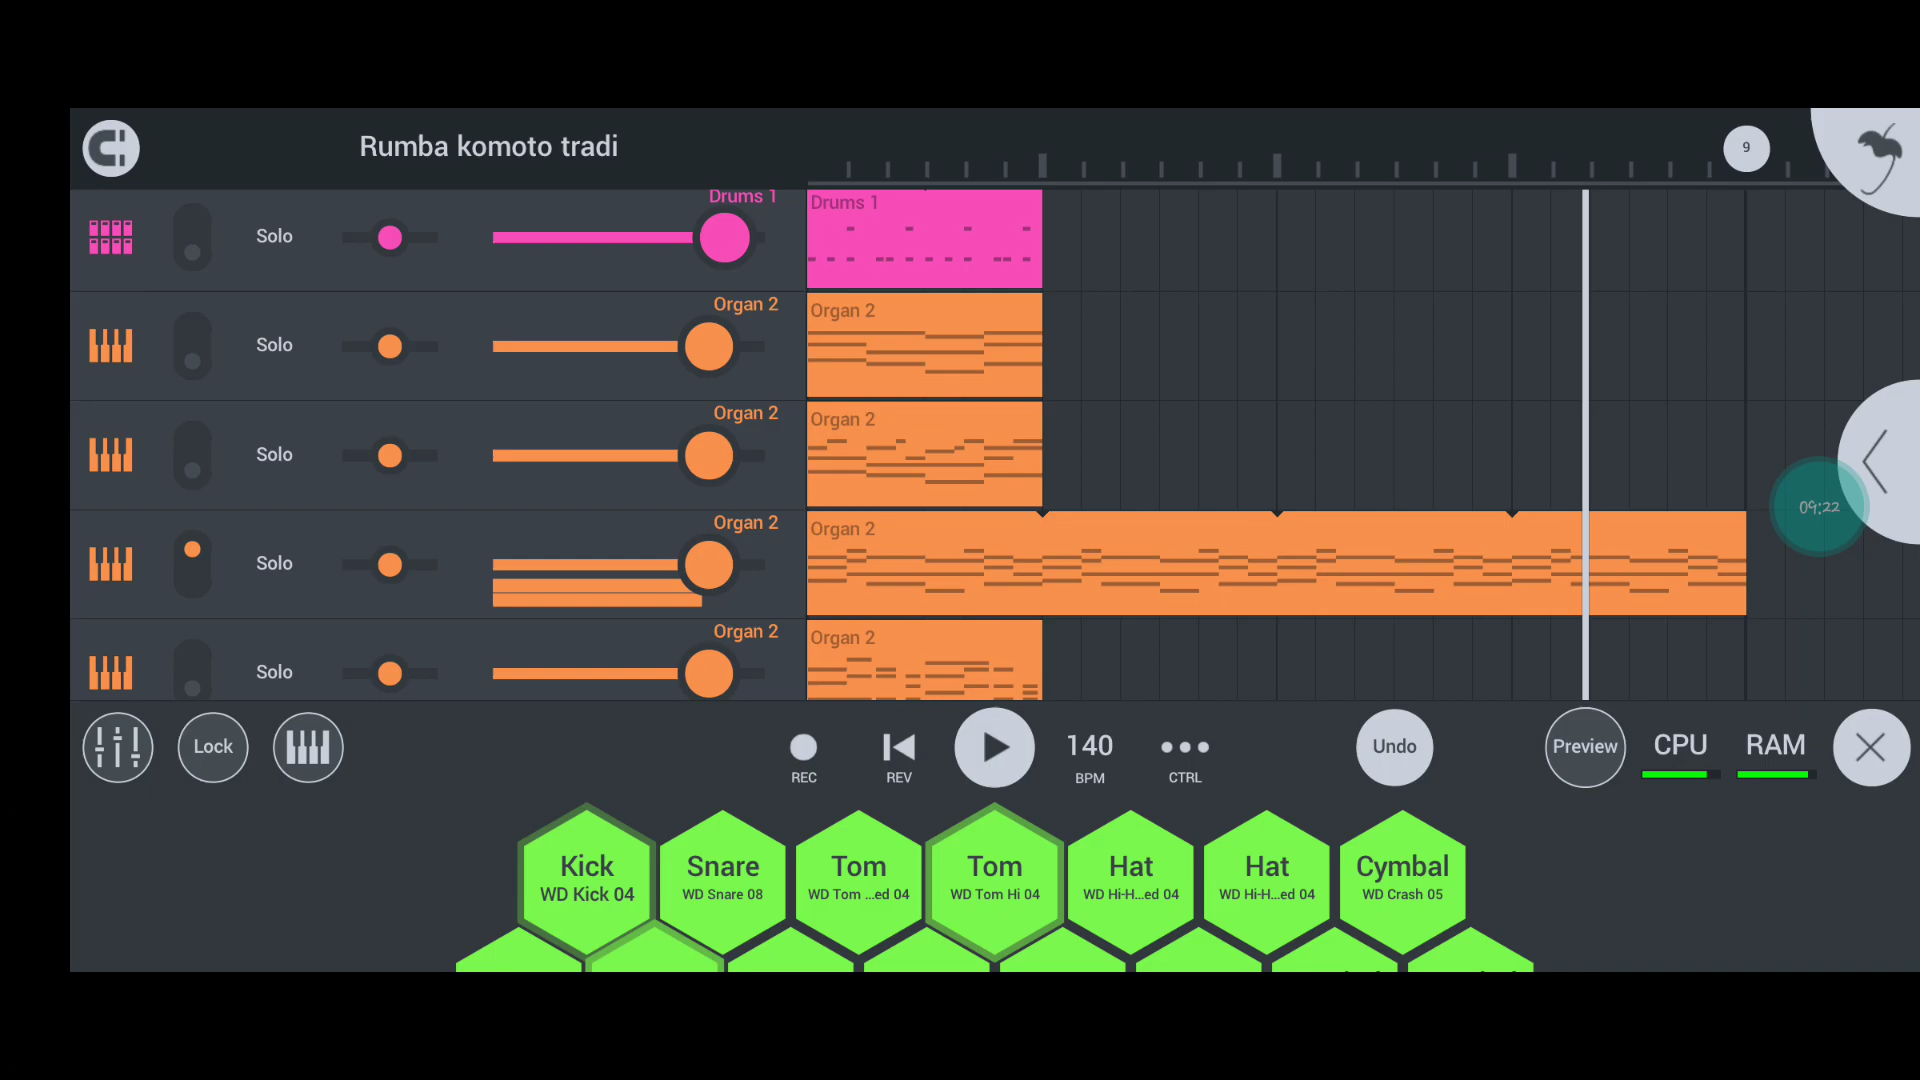 Rumba komoto tradi
9
Drums 1
Drums 1
Solo
Organ 2
Organ 2
Solo
Organ 2
Organ 2
Solo
09:22
Organ 2
Organ 2
Solo
Organ 2
Organ 2
Solo
Lock
REC
REV
140
BPM
CTRL
Undo
Preview
CPU
RAM
Kick
WD Kick 04
Snare
WD Snare 08
Tom
WD Tom ...ed 04
Tom
WD Tom Hi 04
Hat
WD Hi-H...ed 04
Hat
WD Hi-H...ed 04
Cymbal
WD Crash 05